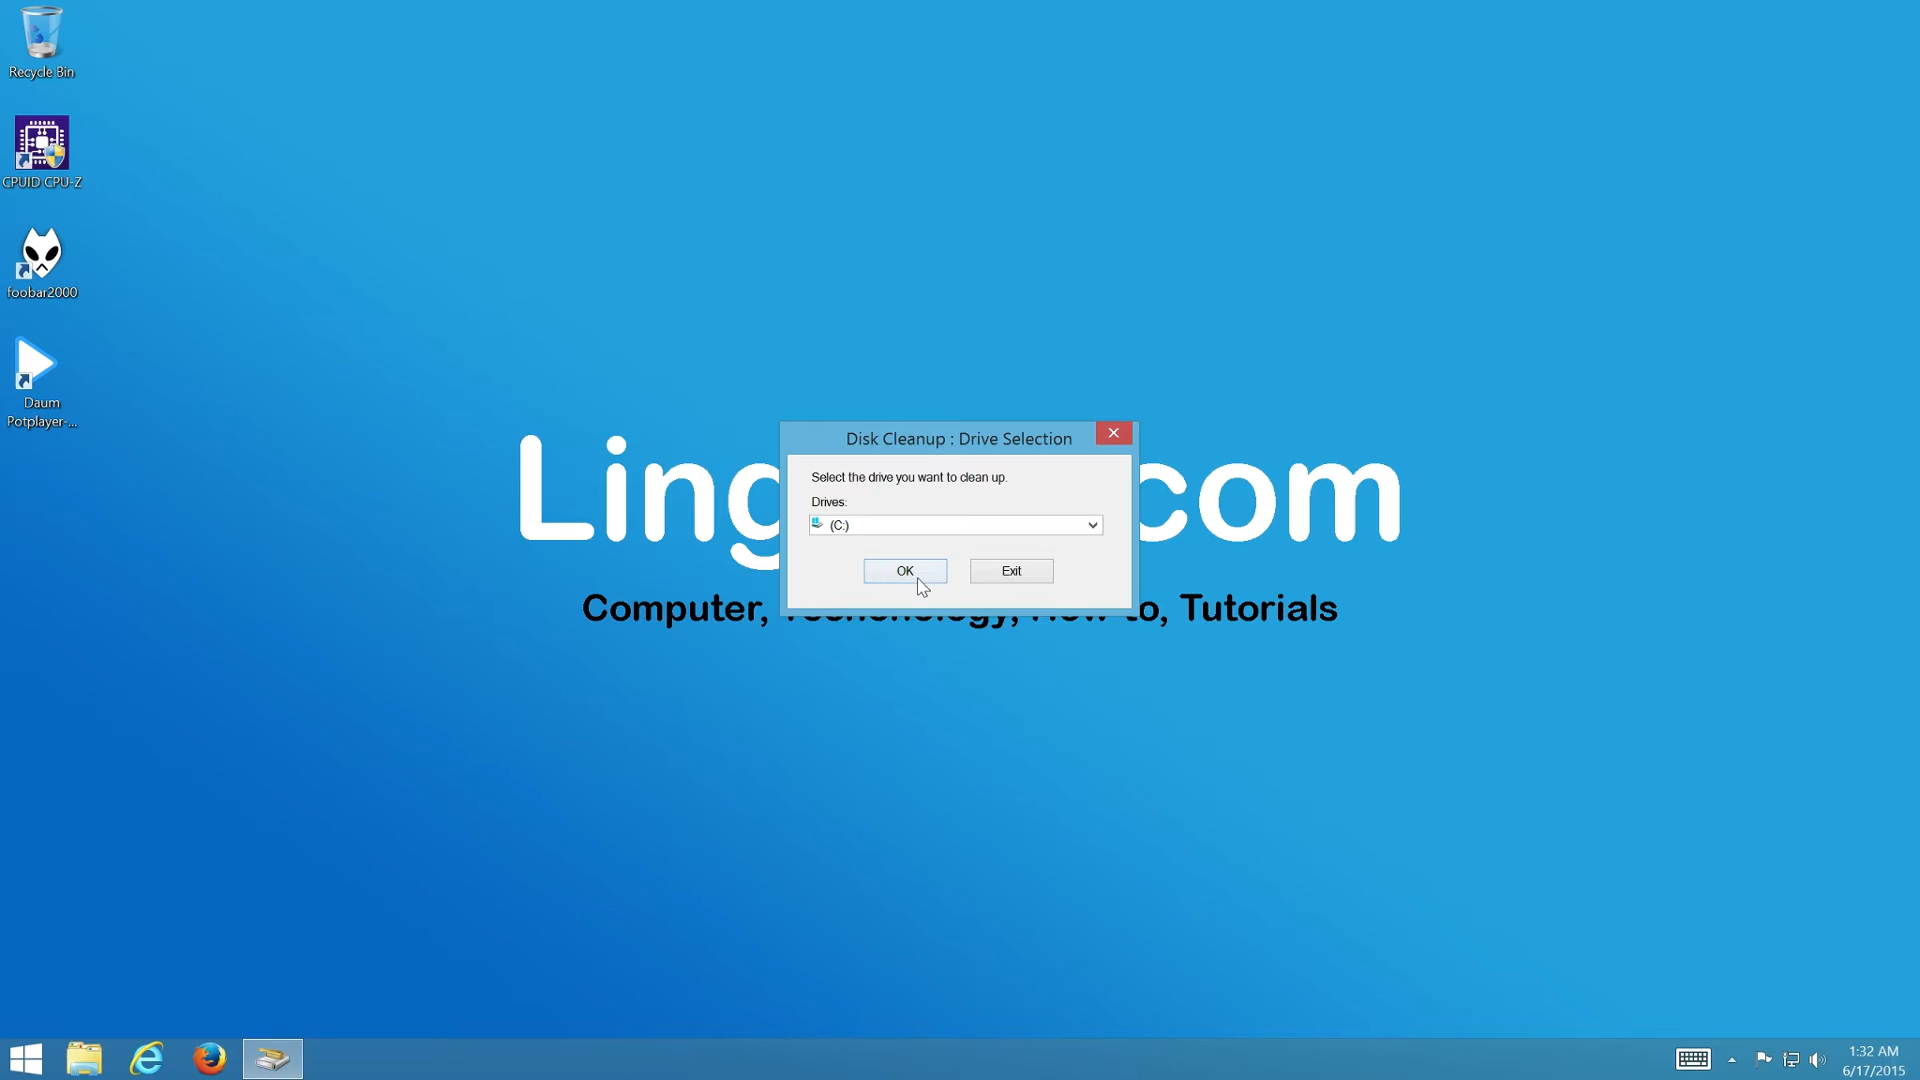 Recycle Bin
CPUID CPU-Z
foobar2000
Daum
Potplayer-...
Disk Cleanup : Drive Selection
Select the drive you want to clean up.
Drives:
(C:)
OK
Exit
Ling
com
Computer,
Tutorials
1:32 AM
6/17/2015